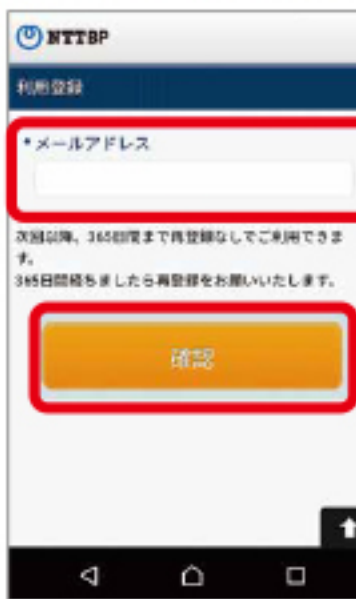 NTTBP
利用登録
*メールアドレス
次回以降、365日間まで再登録なしでご利用できま
す。
365日間経ちましたら再登録をお願いいたします。
確認